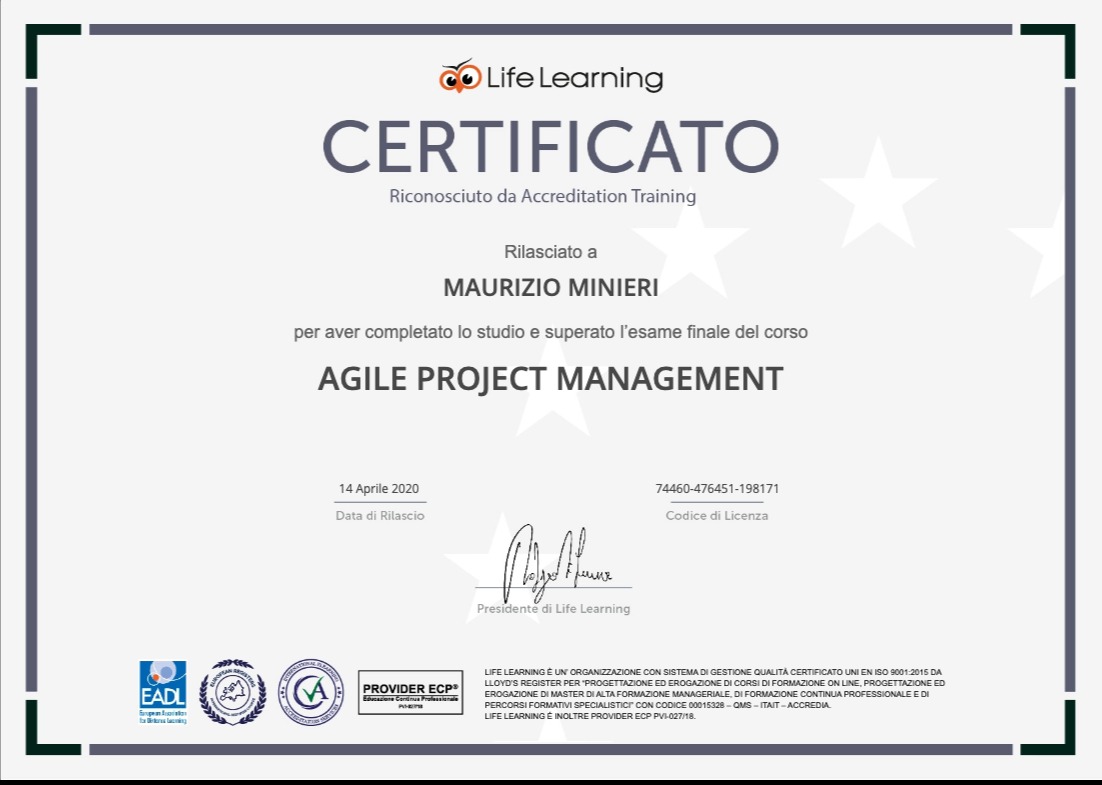 Life Learning
CERTIFICATO
Riconosciuto da Accreditation Training
Rilasciato a
MAURIZIO MINIERI
per aver completato lo studio e superato l'esame finale del corso
AGILE PROJECT MANAGEMENT
14 Aprile 2020
Data di Rilascio
74460-476451-198171
Codice di Licenza
Presidente di Life Learning
EADL
European Association
for Distance Learning
PROVIDER ECP®
Educazione Continua Professionale
PVI-027/18
LIFE LEARNING È UN' ORGANIZZAZIONE CON SISTEMA DI GESTIONE QUALITÀ CERTIFICATO UNI EN ISO 9001:2015 DA
LLOYD'S REGISTER PER "PROGETTAZIONE ED EROGAZIONE DI CORSI DI FORMAZIONE ON LINE, PROGETTAZIONE ED
EROGAZIONE DI MASTER DI ALTA FORMAZIONE MANAGERIALE, DI FORMAZIONE CONTINUA PROFESSIONALE E DI
PERCORSI FORMATIVI SPECIALISTICI" CON CODICE 00015328 – QMS – ITAIT – ACCREDIA.
LIFE LEARNING È INOLTRE PROVIDER ECP PVI-027/18.